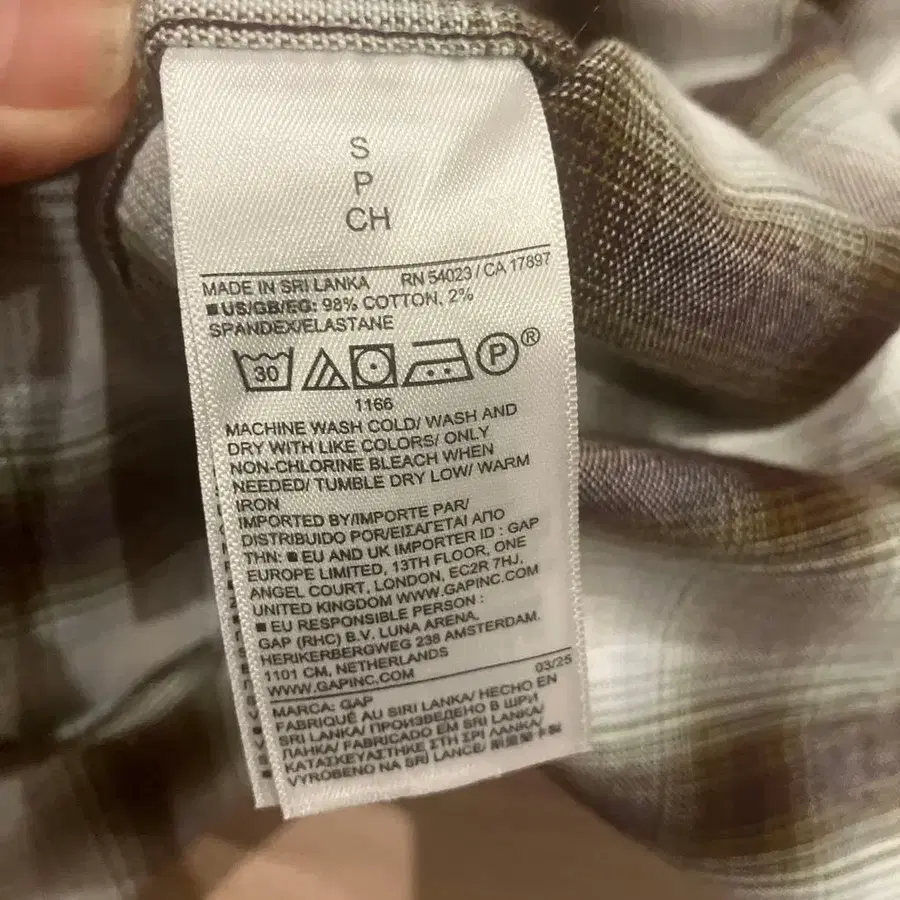 S
P
CH
MADE IN SRI LANKA RN 54023 / CA 17897
■US/GB/EG: 98% COTTON, 2%
SPANDEX/ELASTANE
30 P ®
1166
MACHINE WASH COLD/ WASH AND
DRY WITH LIKE COLORS/ ONLY
NON-CHLORINE BLEACH WHEN
NEEDED/ TUMBLE DRY LOW/ WARM
IRON
IMPORTED BY/IMPORTE PAR/
DISTRIBUIDO POR/ΕΙΣΑΓΕΤΑΙ ΑΠΟ
ΤΗΝ: ■ EU AND UK IMPORTER ID : GAP
EUROPE LIMITED, 13TH FLOOR, ONE
ANGEL COURT, LONDON, EC2R 7HJ,
UNITED KINGDOM WWW.GAPINC.COM
■ EU RESPONSIBLE PERSON :
GAP (RHC) B.V. LUNA ARENA,
HERIKERBERGWEG 238 AMSTERDAM,
1101 CM, NETHERLANDS
WWW.GAPINC.COM 03/25
MARCA: GAP
FABRIQUÉ AU SIRI LANKA/ HECHO EN
SRI LANKA/ ПРОИЗВЕДЕНО В ШРИ
ЛАНКА/ FABRICADO EM SRI LANKA/
ΚΑΤΑΣΚΕΥΑΣΤΗΚΕ ΣΤΗ ΣΡΙ ΛΑΝΚΑ/
VYROBENO NA SRÍ LANCE/